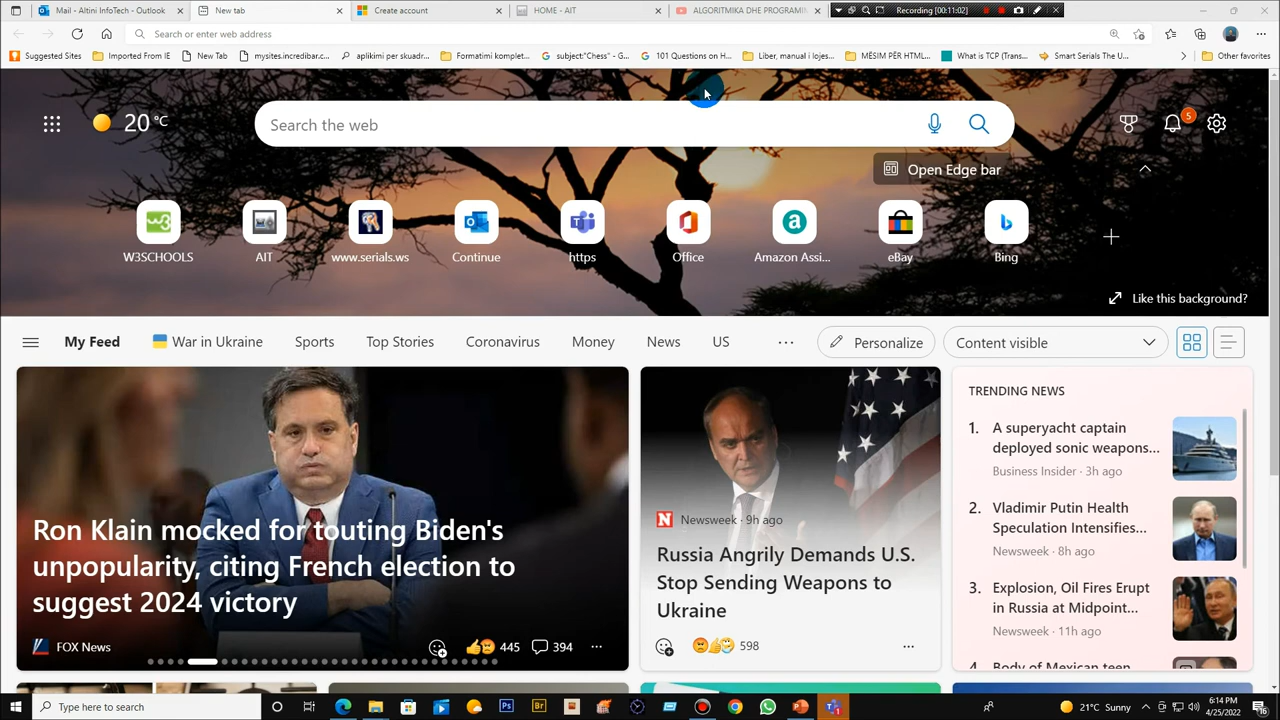 Mail - Altini InfoTech - Outlook
New tab
Create account
HOME - AIT
ALGORITMIKA DHE PROGRAMI
Recording [00:11:02]
Search or enter web address
Suggested Sites
Imported From IE
New Tab
mysites.incredibar.c...
aplikimi per skuadr...
Formatimi komplet...
subject:"Chess" - G...
101 Questions on H...
Liber, manual i lojes...
MËSIM PËR HTML...
What is TCP (Trans...
Smart Serials The U...
Other favorites
20 °C
Search the web
5
Open Edge bar
W3SCHOOLS
AIT
www.serials.ws
Continue
https
Office
Amazon Assi...
eBay
Bing
Like this background?
My Feed
War in Ukraine
Sports
Top Stories
Coronavirus
Money
News
US
Personalize
Content visible
Ron Klain mocked for touting Biden's
unpopularity, citing French election to
suggest 2024 victory
FOX News
445
394
Newsweek · 9h ago
Russia Angrily Demands U.S.
Stop Sending Weapons to
Ukraine
598
TRENDING NEWS
1. A superyacht captain
deployed sonic weapons...
Business Insider · 3h ago
2. Vladimir Putin Health
Speculation Intensifies...
Newsweek · 8h ago
3. Explosion, Oil Fires Erupt
in Russia at Midpoint...
Newsweek · 11h ago
4. Body of Mexican teen
Type here to search
21°C Sunny
6:14 PM
4/25/2022